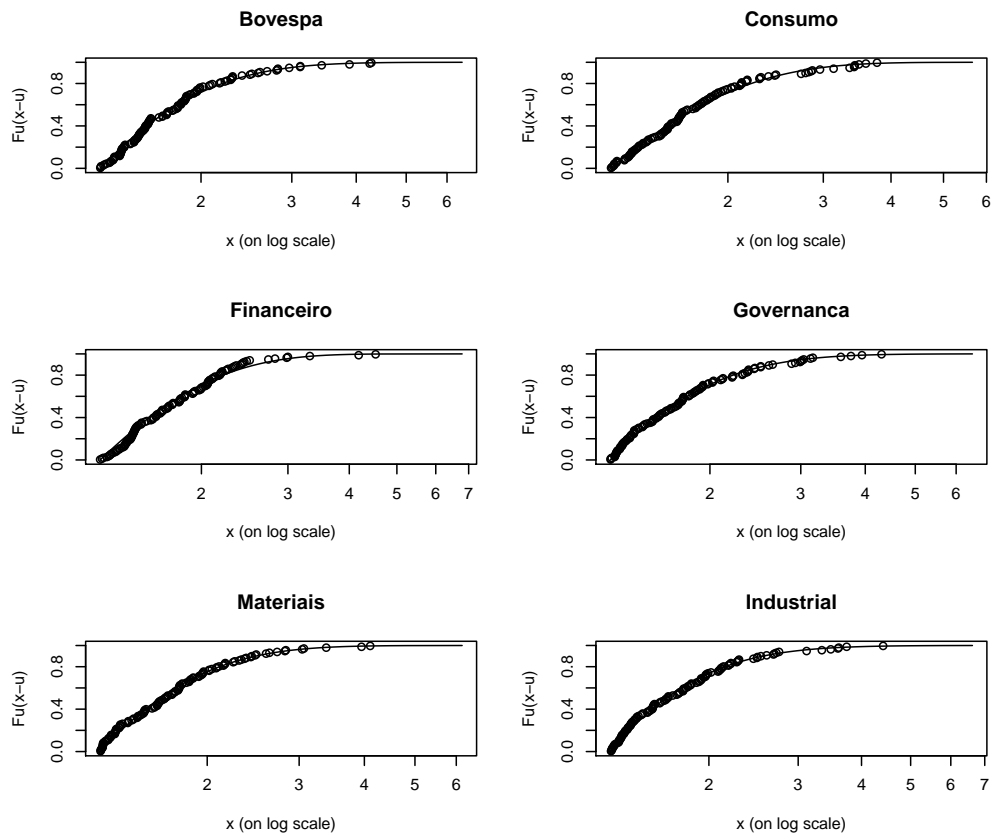 Bovespa
Fu(x−u)
0.0 0.4 0.8
2 3 4 5 6
x (on log scale)
Consumo
Fu(x−u)
0.0 0.4 0.8
2 3 4 5 6
x (on log scale)
Financeiro
Fu(x−u)
0.0 0.4 0.8
2 3 4 5 6 7
x (on log scale)
Governanca
Fu(x−u)
0.0 0.4 0.8
2 3 4 5 6
x (on log scale)
Materiais
Fu(x−u)
0.0 0.4 0.8
2 3 4 5 6
x (on log scale)
Industrial
Fu(x−u)
0.0 0.4 0.8
2 3 4 5 6 7
x (on log scale)